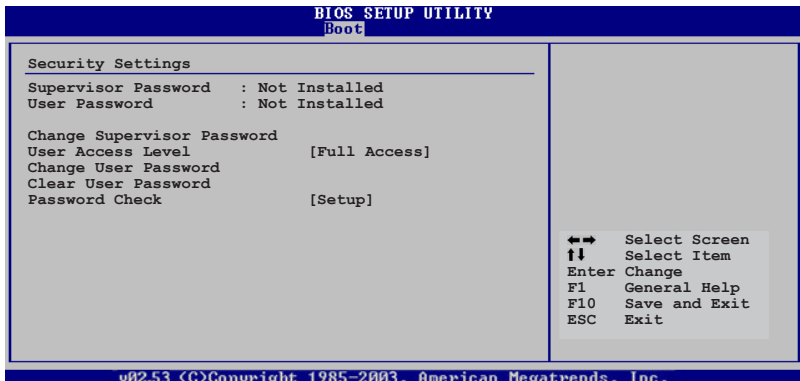 BIOS SETUP UTILITY
Boot
Security Settings
Supervisor Password : Not Installed
User Password : Not Installed
Change Supervisor Password
User Access Level [Full Access]
Change User Password
Clear User Password
Password Check [Setup]
←→ Select Screen
↑↓ Select Item
Enter Change
F1 General Help
F10 Save and Exit
ESC Exit
v02.53 (C)Copyright 1985-2003, American Megatrends, Inc.